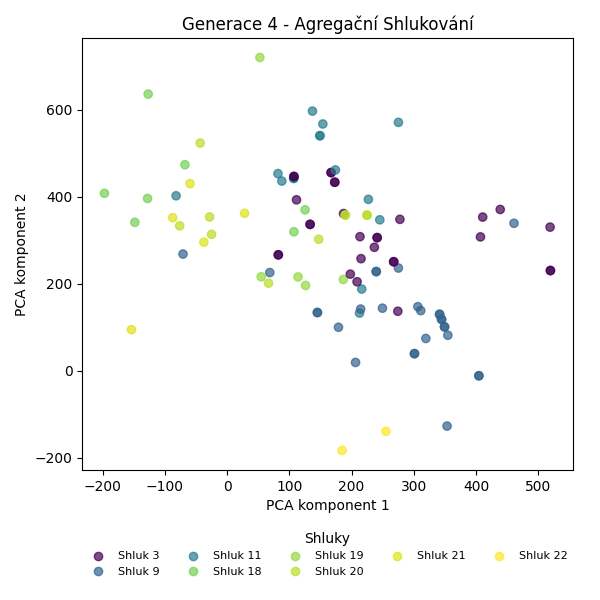 Generace 4 - Agregační Shlukování
PCA komponent 2
600
400
200
0
−200
−200 −100 0 100 200 300 400 500
PCA komponent 1
Shluky
Shluk 3 Shluk 11 Shluk 19 Shluk 21 Shluk 22
Shluk 9 Shluk 18 Shluk 20